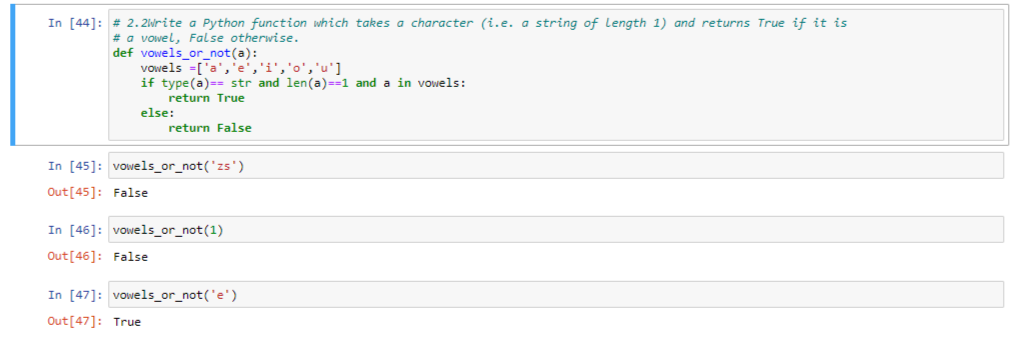 In [44]: # 2.2Write a Python function which takes a character (i.e. a string of length 1) and returns True if it is
# a vowel, False otherwise.
def vowels_or_not(a):
    vowels =['a','e','i','o','u']
    if type(a)== str and len(a)==1 and a in vowels:
        return True
    else:
        return False
In [45]: vowels_or_not('zs')
Out[45]: False
In [46]: vowels_or_not(1)
Out[46]: False
In [47]: vowels_or_not('e')
Out[47]: True